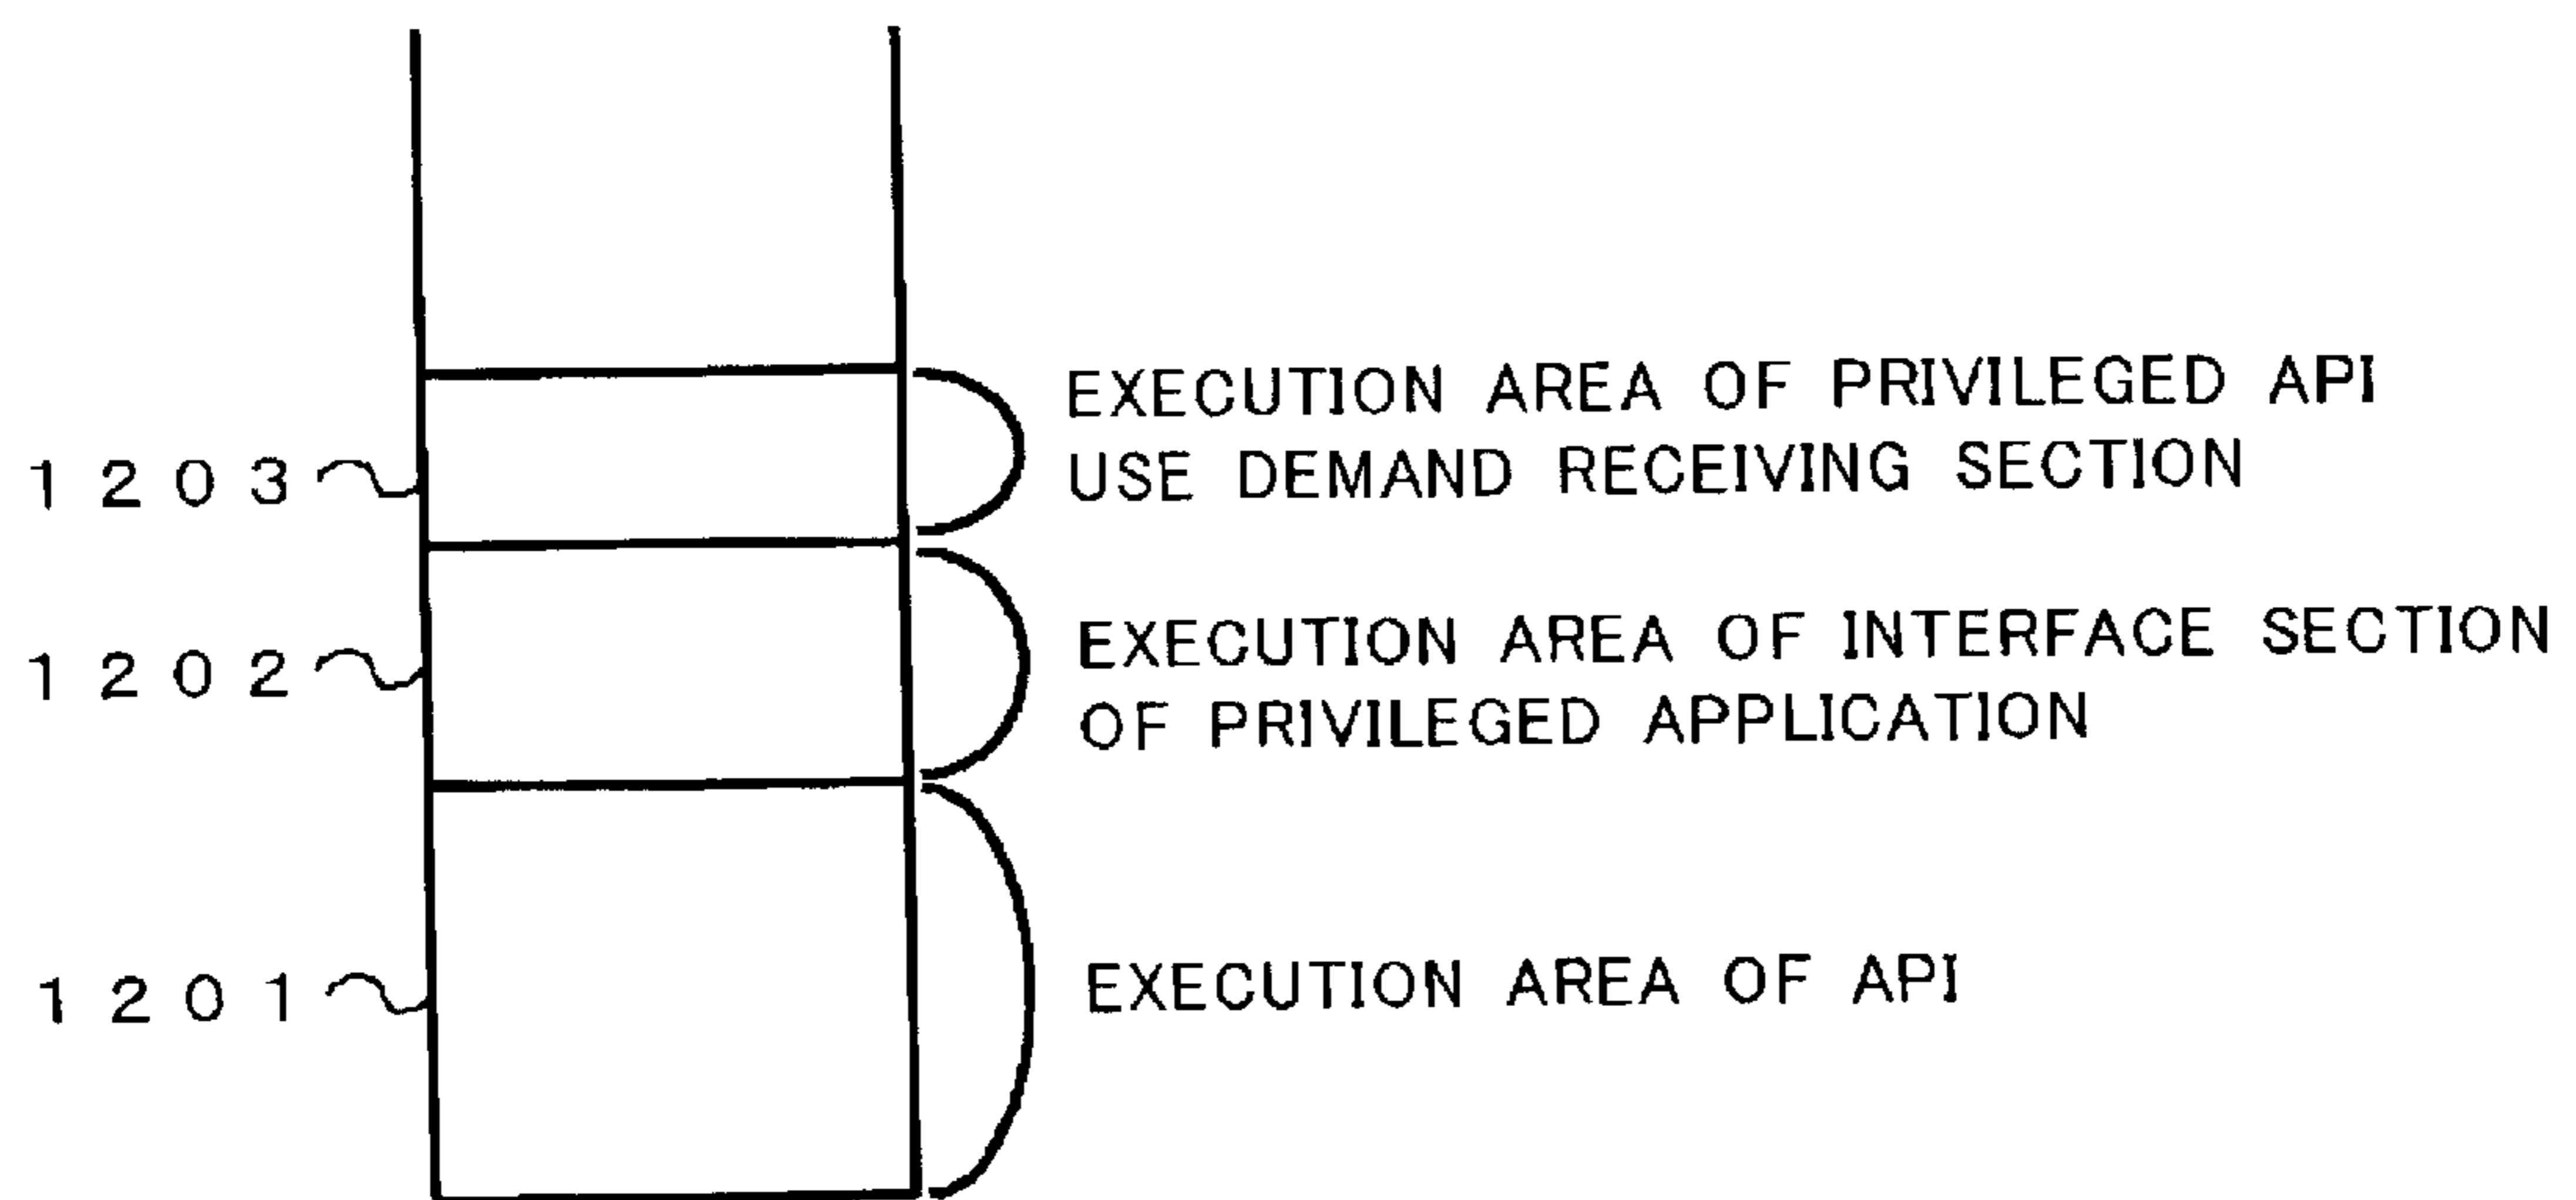 EXECUTION AREA OF PRIVILEGED API
USE DEMAND RECEIVING SECTION
1203
EXECUTION AREA OF INTERFACE SECTION
OF PRIVILEGED APPLICATION
1202
EXECUTION AREA OF API
1201